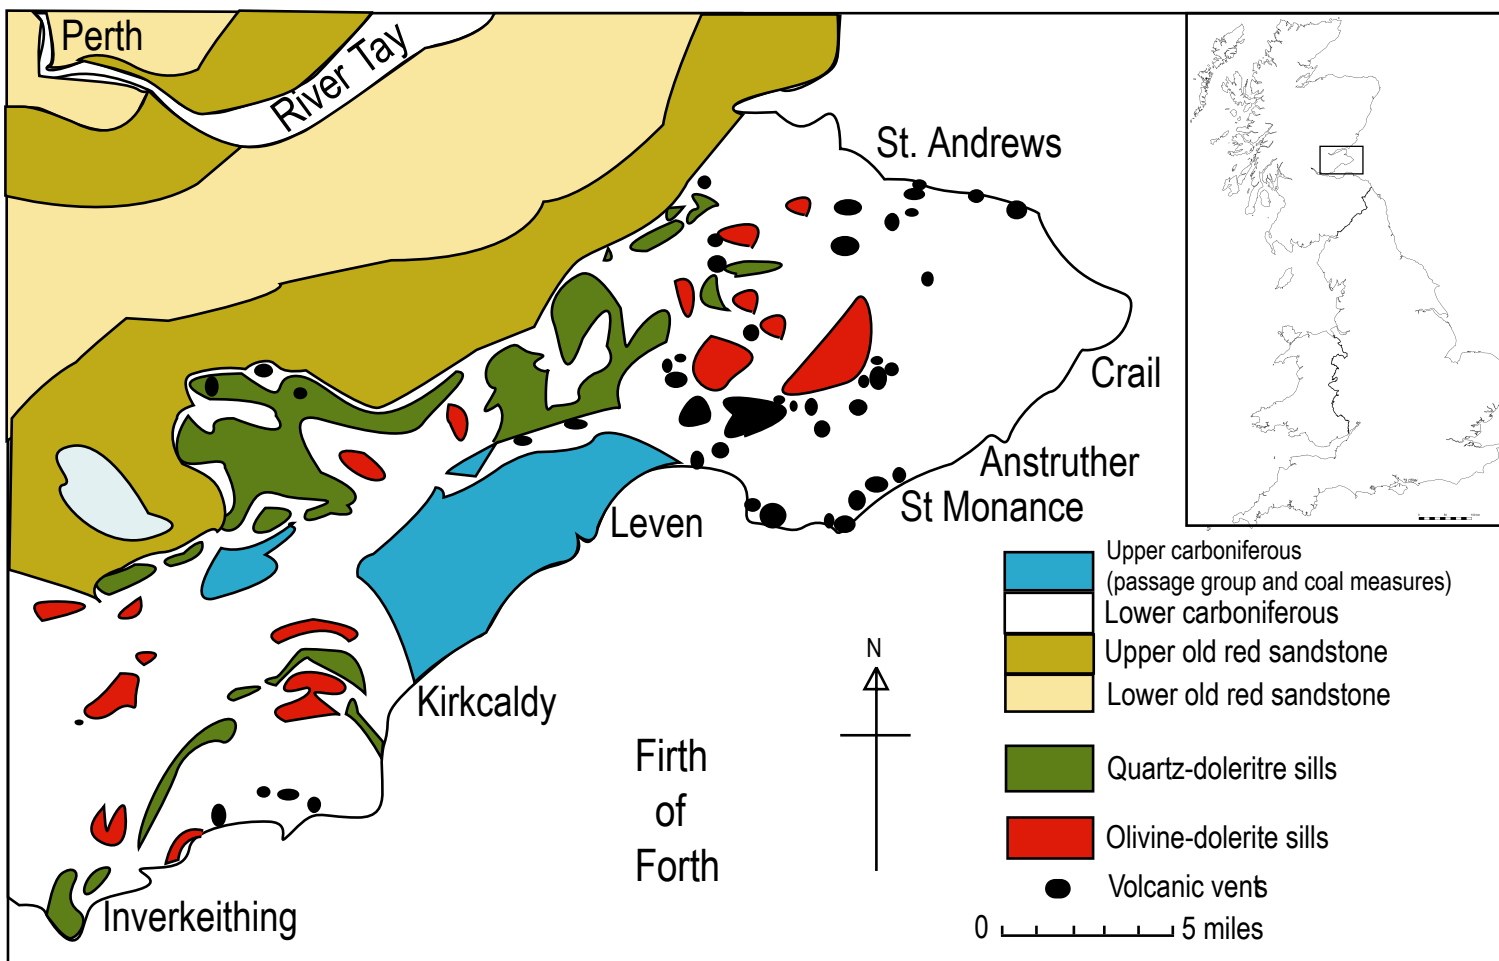 Perth
River Tay
St. Andrews
Crail
Anstruther
St Monance
Leven
Kirkcaldy
Inverkeithing
Firth
of
Forth
N
Upper carboniferous
(passage group and coal measures)
Lower carboniferous
Upper old red sandstone
Lower old red sandstone
Quartz-doleritre sills
Olivine-dolerite sills
Volcanic vents
0 5 miles